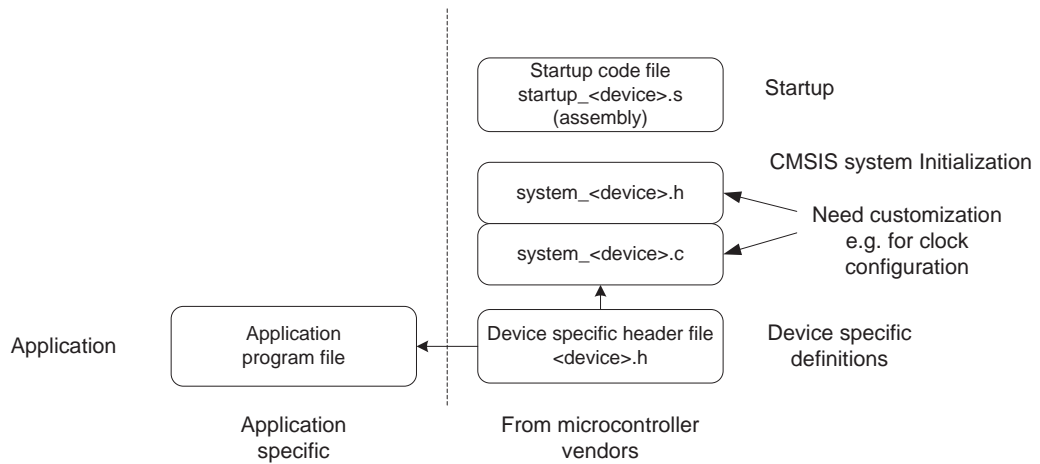 Startup code file
startup_<device>.s
(assembly)
Startup
CMSIS system Initialization
system_<device>.h
Need customization
e.g. for clock
configuration
system_<device>.c
Application
Application
program file
Device specific header file
<device>.h
Device specific
definitions
Application
specific
From microcontroller
vendors